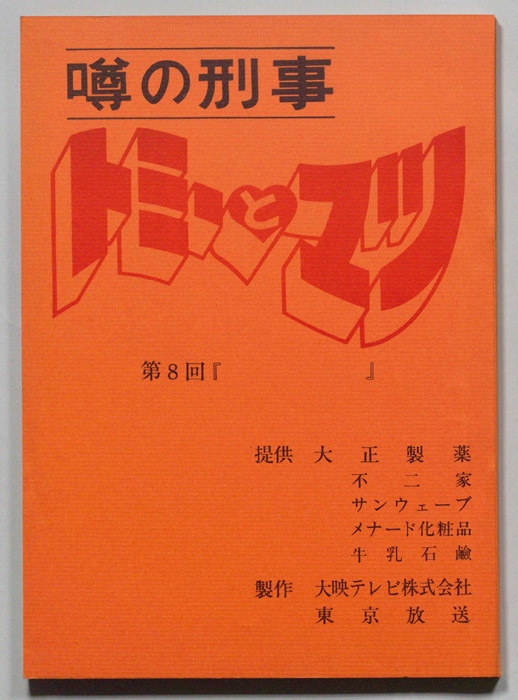 噂の刑事
トミーとマツ
第8回『 』
提供 大正製薬
不二家
サンウェーブ
メナード化粧品
牛乳石鹸
製作 大映テレビ株式会社
東京放送